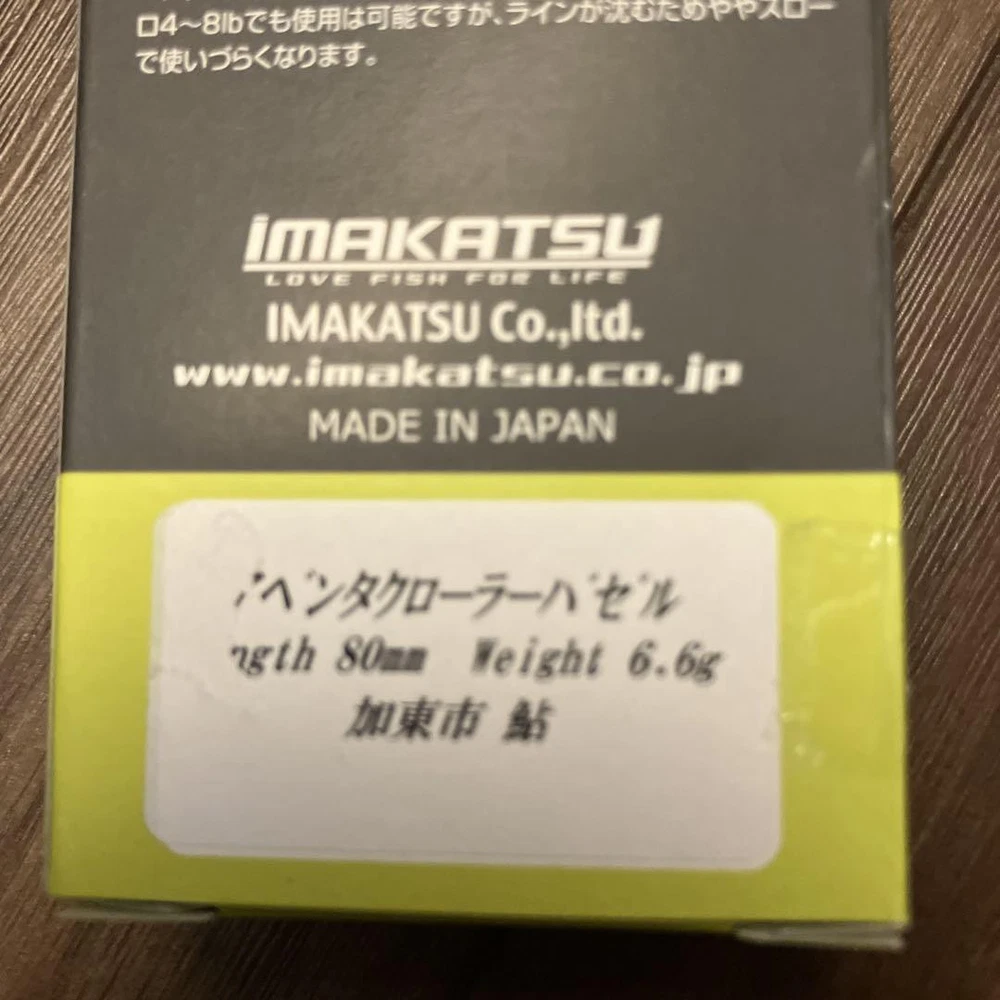 ロ4〜8lbでも使用は可能ですが、ラインが沈むためややスロー
で使いづらくなります。
iMAKATSU
LOVE FISH FOR LIFE
IMAKATSU Co.,ltd.
www.imakatsu.co.jp
MADE IN JAPAN
アベンタクローラーバゼル
ngth 80mm Weight 6.6g
加東市 鮎